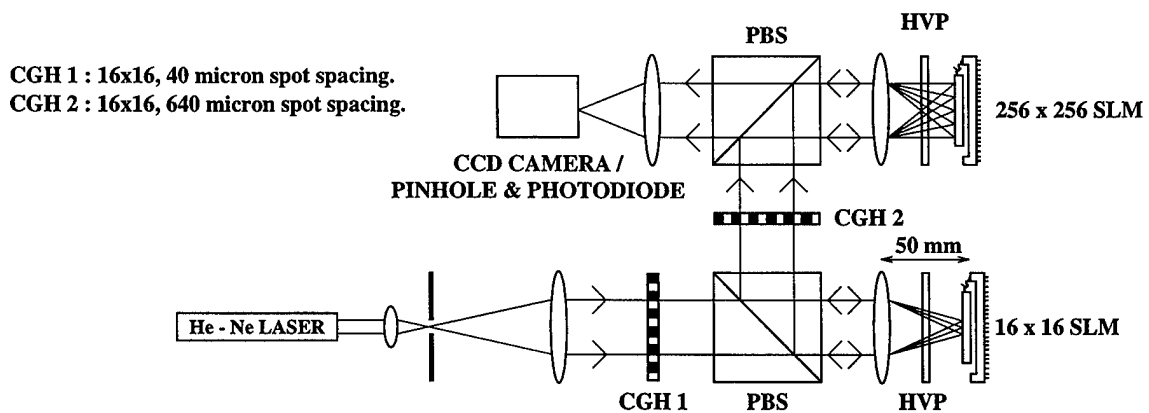 CGH 1 : 16x16, 40 micron spot spacing.
CGH 2 : 16x16, 640 micron spot spacing.
PBS
HVP
256 x 256 SLM
CCD CAMERA /
PINHOLE & PHOTODIODE
CGH 2
50 mm
He - Ne LASER
16 x 16 SLM
CGH 1
PBS
HVP